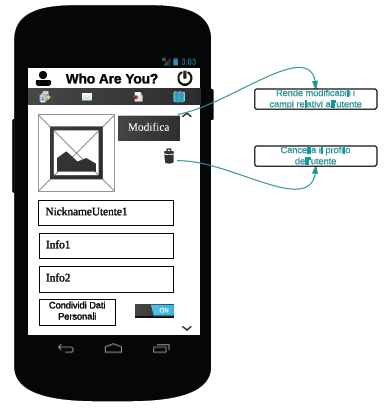 3:03
Who Are You?
Modifica
Rende modificabili i
campi relativi all'utente
Cancella il profilo
dell'utente
NicknameUtente1
Info1
Info2
Condividi Dati
Personali
ON